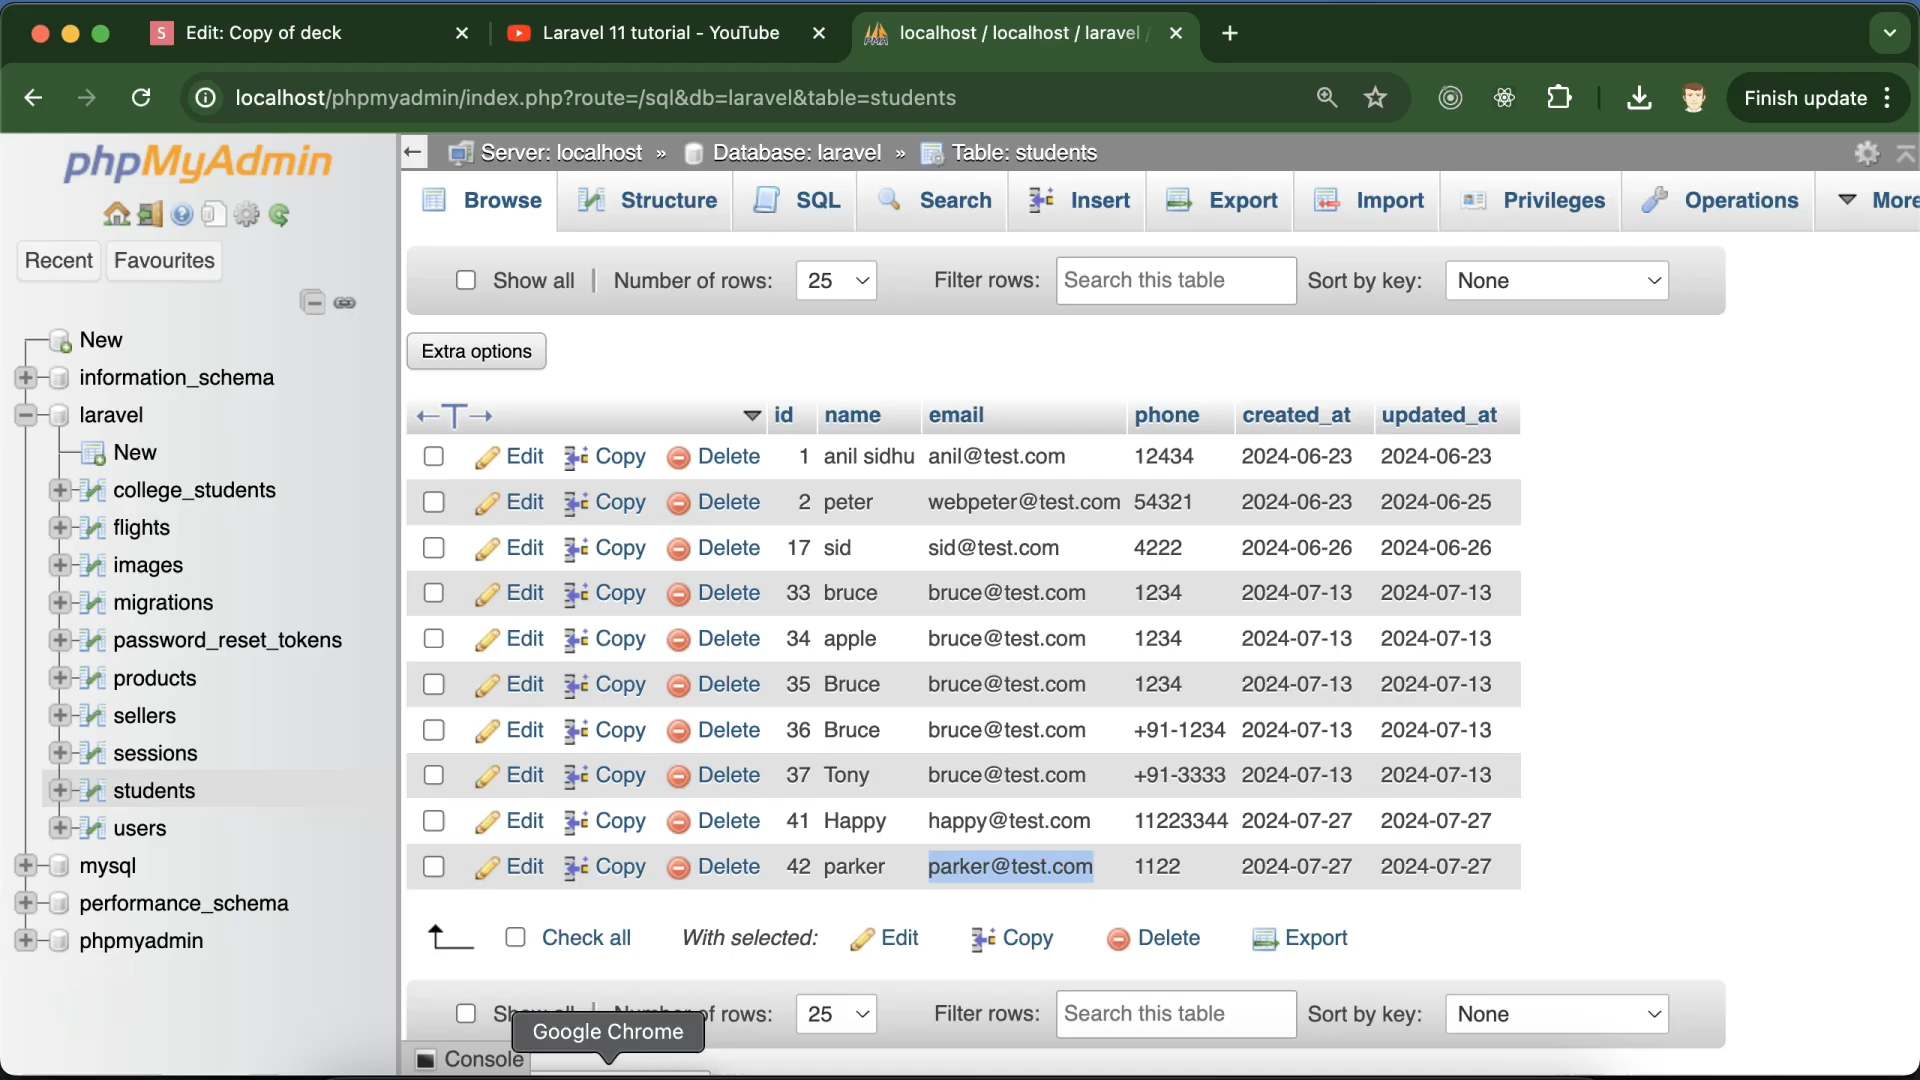 S Edit: Copy of deck
Laravel 11 tutorial - YouTube
localhost / localhost / laravel /
localhost/phpmyadmin/index.php?route=/sql&db=laravel&table=students
Finish update
phpMyAdmin
Recent Favourites
New
information_schema
laravel
New
college_students
flights
images
migrations
password_reset_tokens
products
sellers
sessions
students
users
mysql
performance_schema
phpmyadmin
Server: localhost » Database: laravel » Table: students
Browse Structure SQL Search Insert Export Import Privileges Operations More
Show all | Number of rows: 25 Filter rows: Search this table Sort by key: None
Extra options
←T→ id name email phone created_at updated_at
Edit Copy Delete 1 anil sidhu anil@test.com 12434 2024-06-23 2024-06-23
Edit Copy Delete 2 peter webpeter@test.com 54321 2024-06-23 2024-06-25
Edit Copy Delete 17 sid sid@test.com 4222 2024-06-26 2024-06-26
Edit Copy Delete 33 bruce bruce@test.com 1234 2024-07-13 2024-07-13
Edit Copy Delete 34 apple bruce@test.com 1234 2024-07-13 2024-07-13
Edit Copy Delete 35 Bruce bruce@test.com 1234 2024-07-13 2024-07-13
Edit Copy Delete 36 Bruce bruce@test.com +91-1234 2024-07-13 2024-07-13
Edit Copy Delete 37 Tony bruce@test.com +91-3333 2024-07-13 2024-07-13
Edit Copy Delete 41 Happy happy@test.com 11223344 2024-07-27 2024-07-27
Edit Copy Delete 42 parker parker@test.com 1122 2024-07-27 2024-07-27
Check all With selected: Edit Copy Delete Export
Show all | Number of rows: 25 Filter rows: Search this table Sort by key: None
Google Chrome
Console